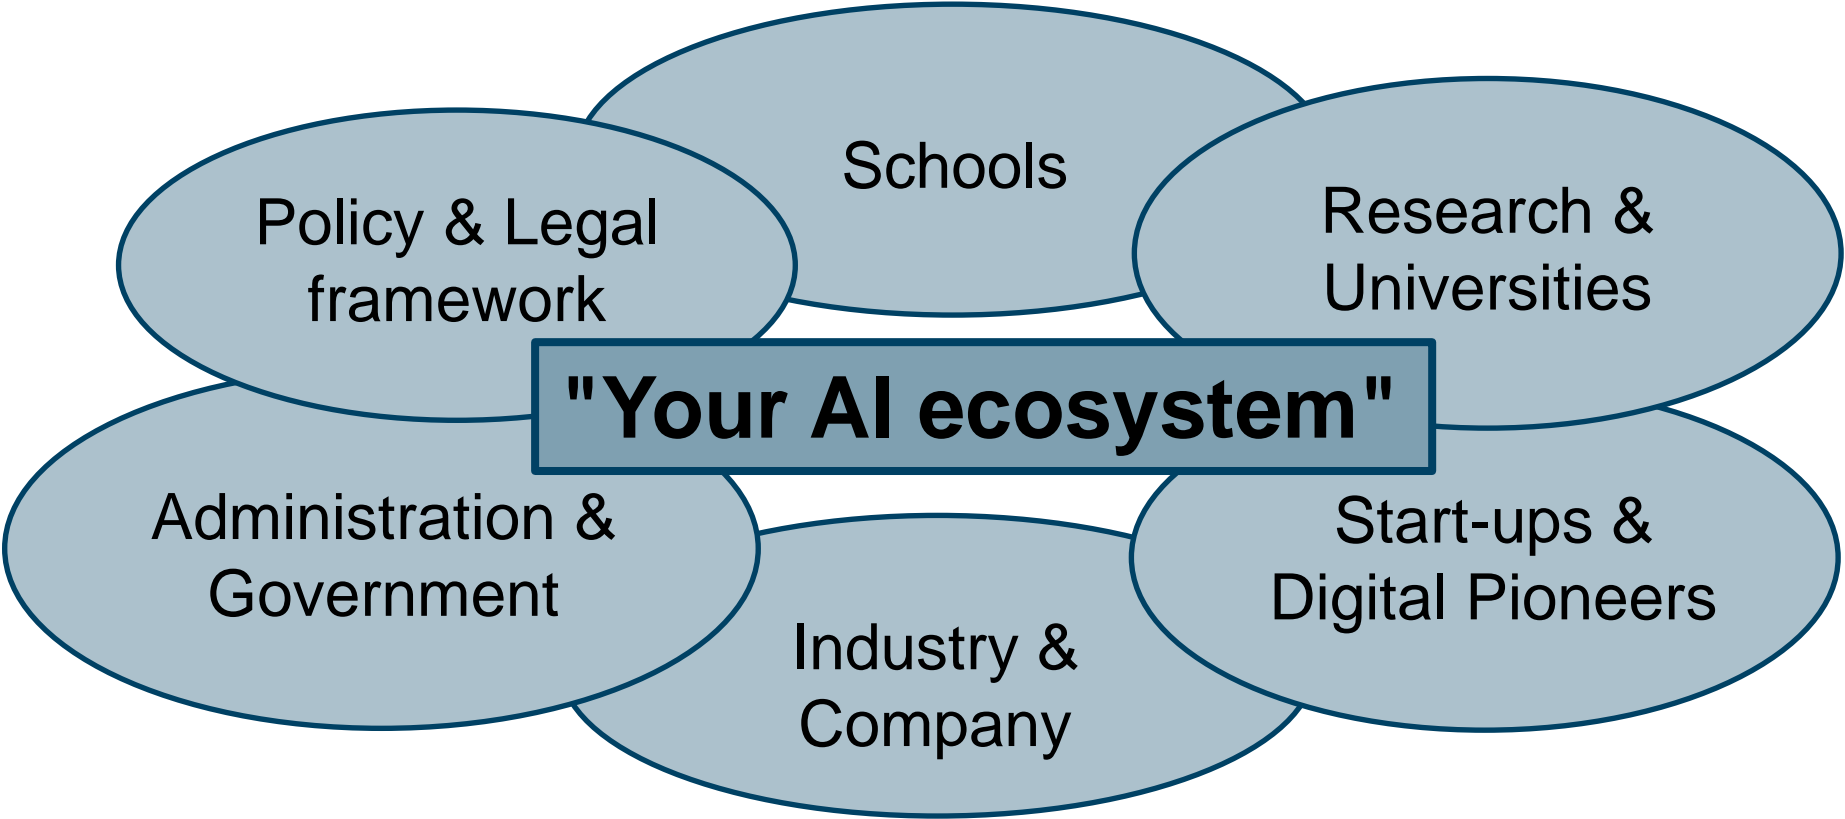 Schools
Policy & Legal
framework
Research &
Universities
"Your AI ecosystem"
Administration &
Government
Start-ups &
Digital Pioneers
Industry &
Company